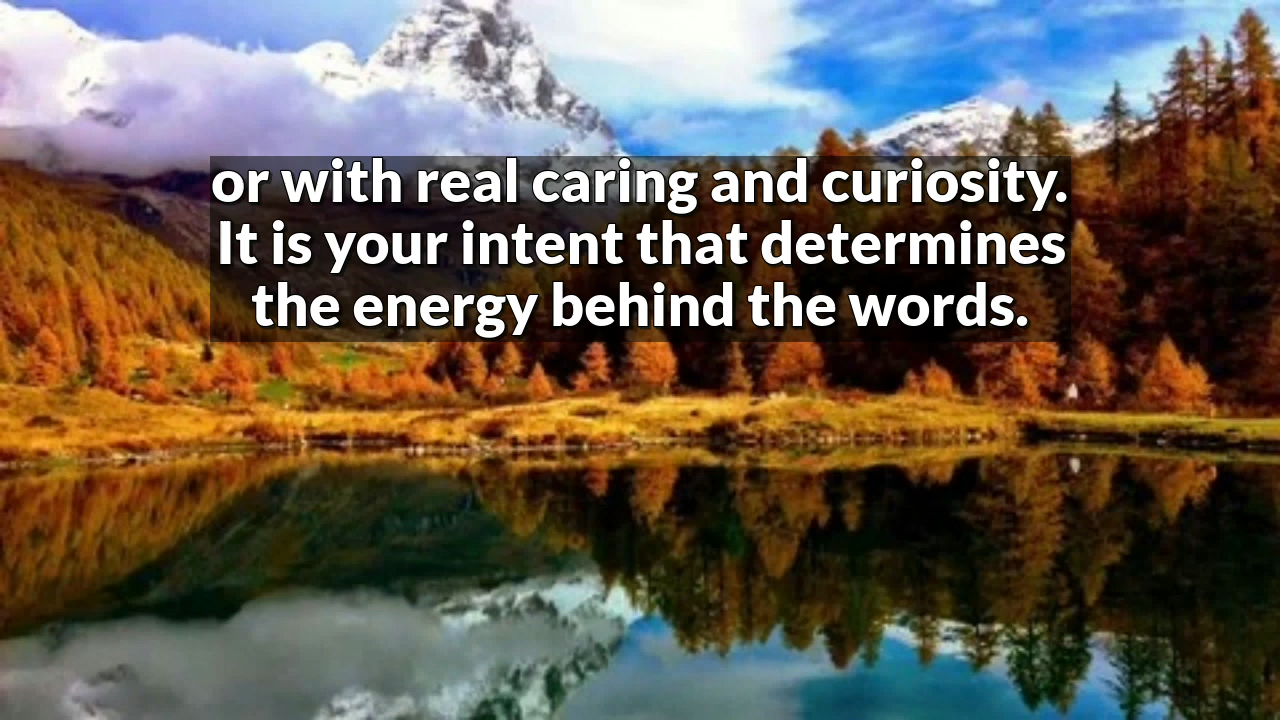 or with real caring and curiosity.
It is your intent that determines
the energy behind the words.